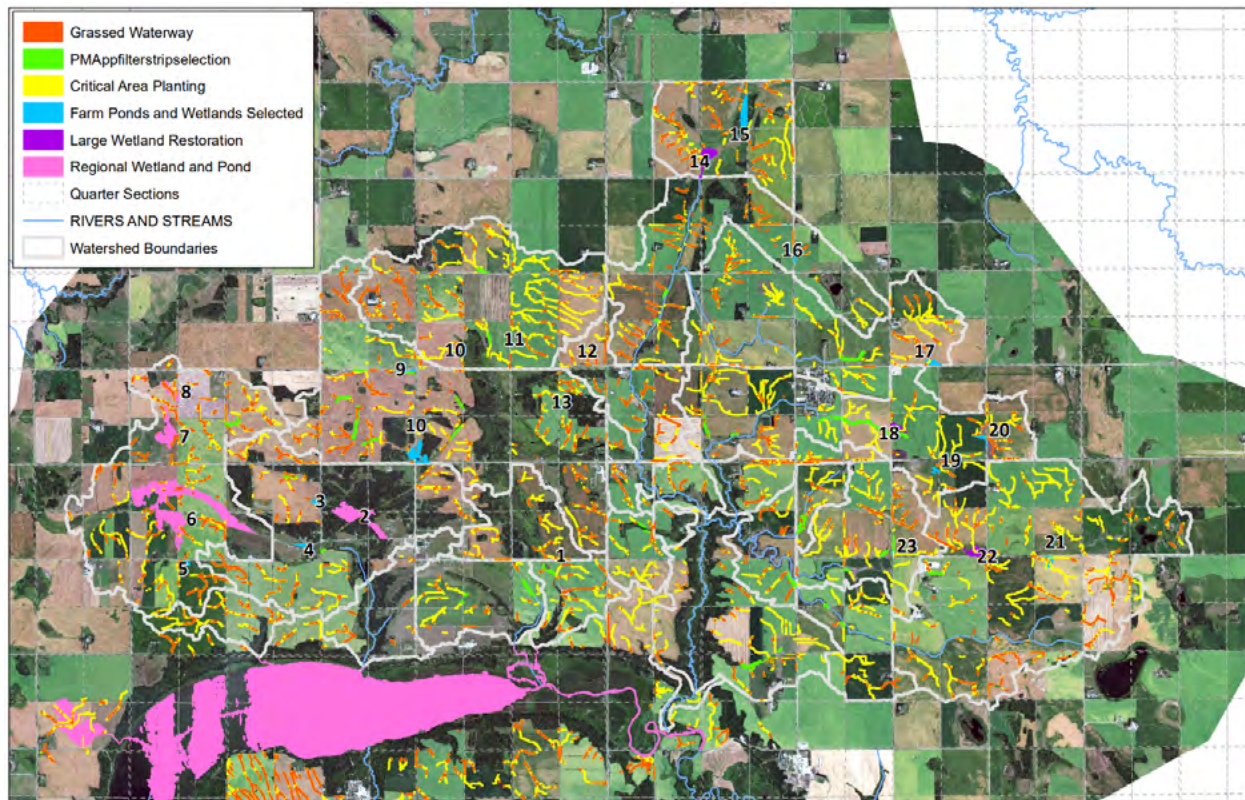 Grassed Waterway
PMAppfilterstripselection
Critical Area Planting
Farm Ponds and Wetlands Selected
Large Wetland Restoration
Regional Wetland and Pond
Quarter Sections
RIVERS AND STREAMS
Watershed Boundaries
15
14
16
11
10
12
17
9
8
13
7
10
18
20
19
3
2
6
4
1
23
22
21
5